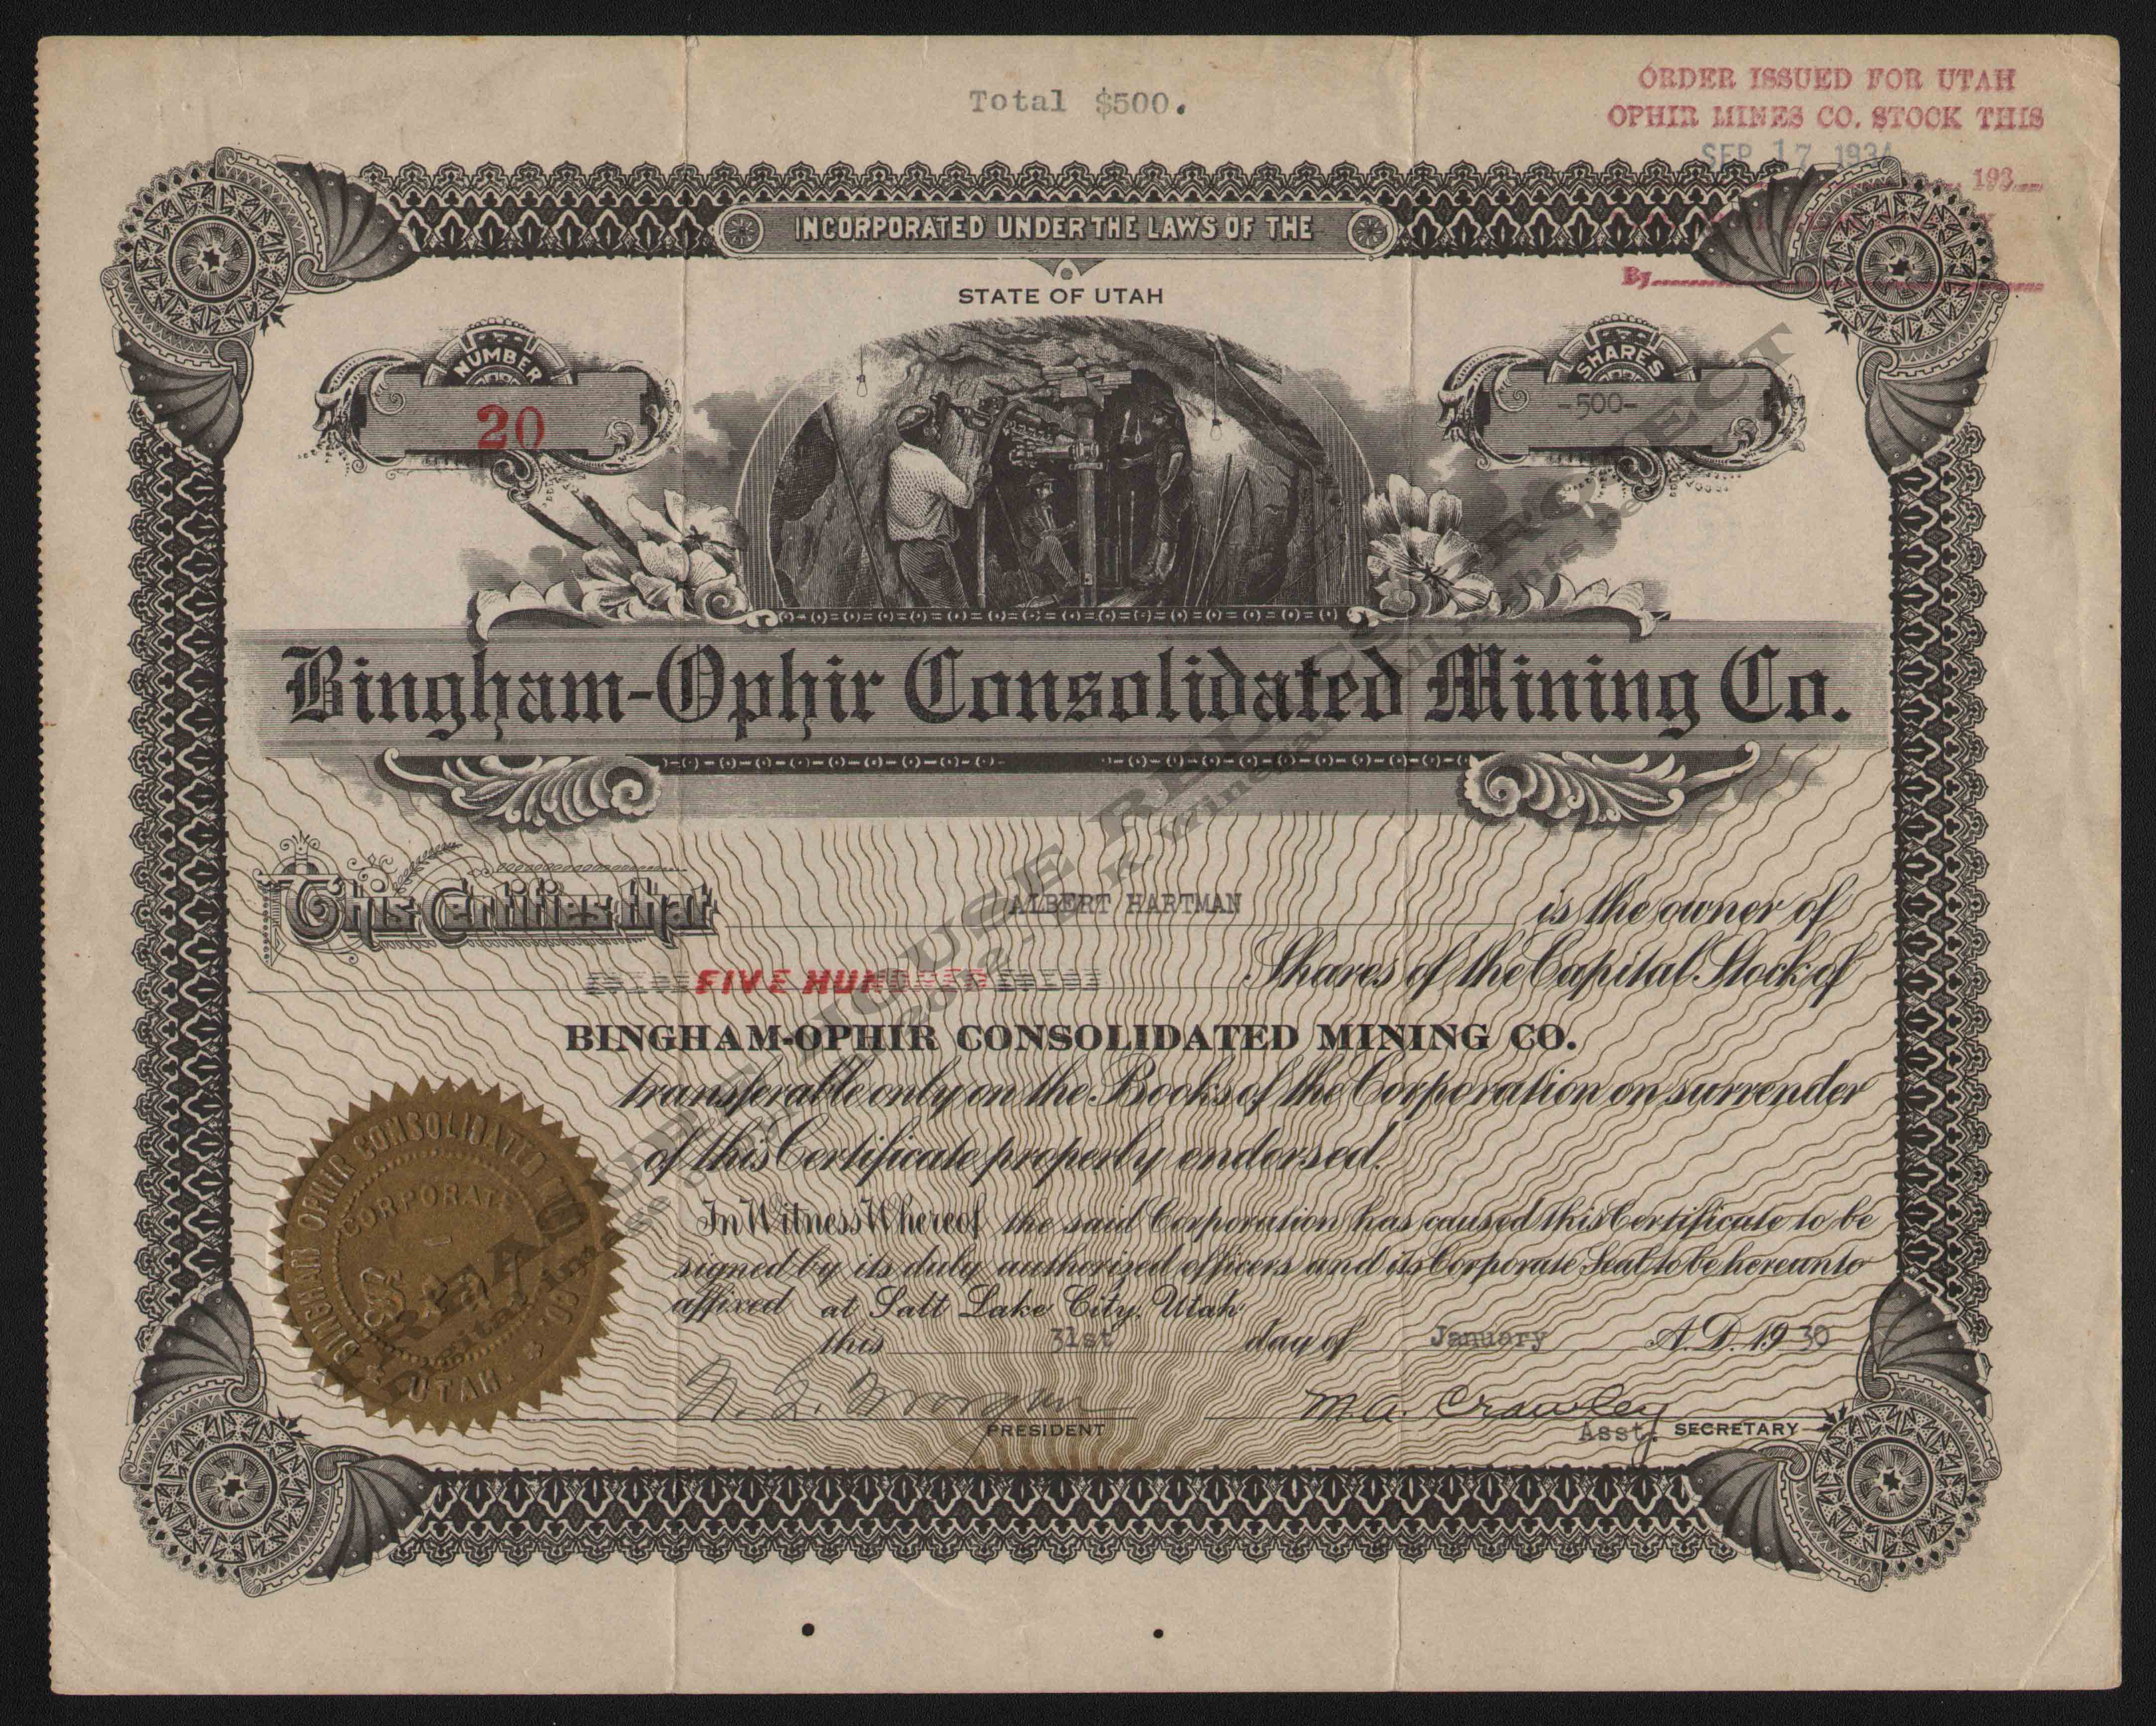 Total $500.
ORDER ISSUED FOR UTAH
OPHIR MINES CO. STOCK THIS
SEP 17 1934
193
By
INCORPORATED UNDER THE LAWS OF THE
STATE OF UTAH
NUMBER
20
SHARES
-500-
Bingham-Ophir Consolidated Mining Co.
This Certifies that ALBERT HARTMAN is the owner of
FIVE HUNDRED Shares of the Capital Stock of
BINGHAM-OPHIR CONSOLIDATED MINING CO.
transferable only on the Books of the Corporation on surrender
of this Certificate properly endorsed.
In Witness Whereof the said Corporation has caused this Certificate to be
signed by its duly authorized officers and its Corporate Seal to be hereunto
affixed at Salt Lake City, Utah
this 31st day of January A.D. 1930
Morgan
M.A. Crawley
PRESIDENT
Asst. SECRETARY
BINGHAM OPHIR CONSOLIDATED
CORPORATE
UTAH
HOUSE RELICS PROJECT